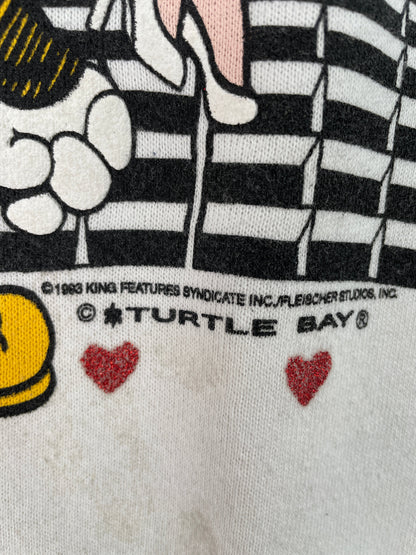 ©1993 KING FEATURES SYNDICATE INC./FLEISCHER STUDIOS, INC.
© TURTLE BAY®